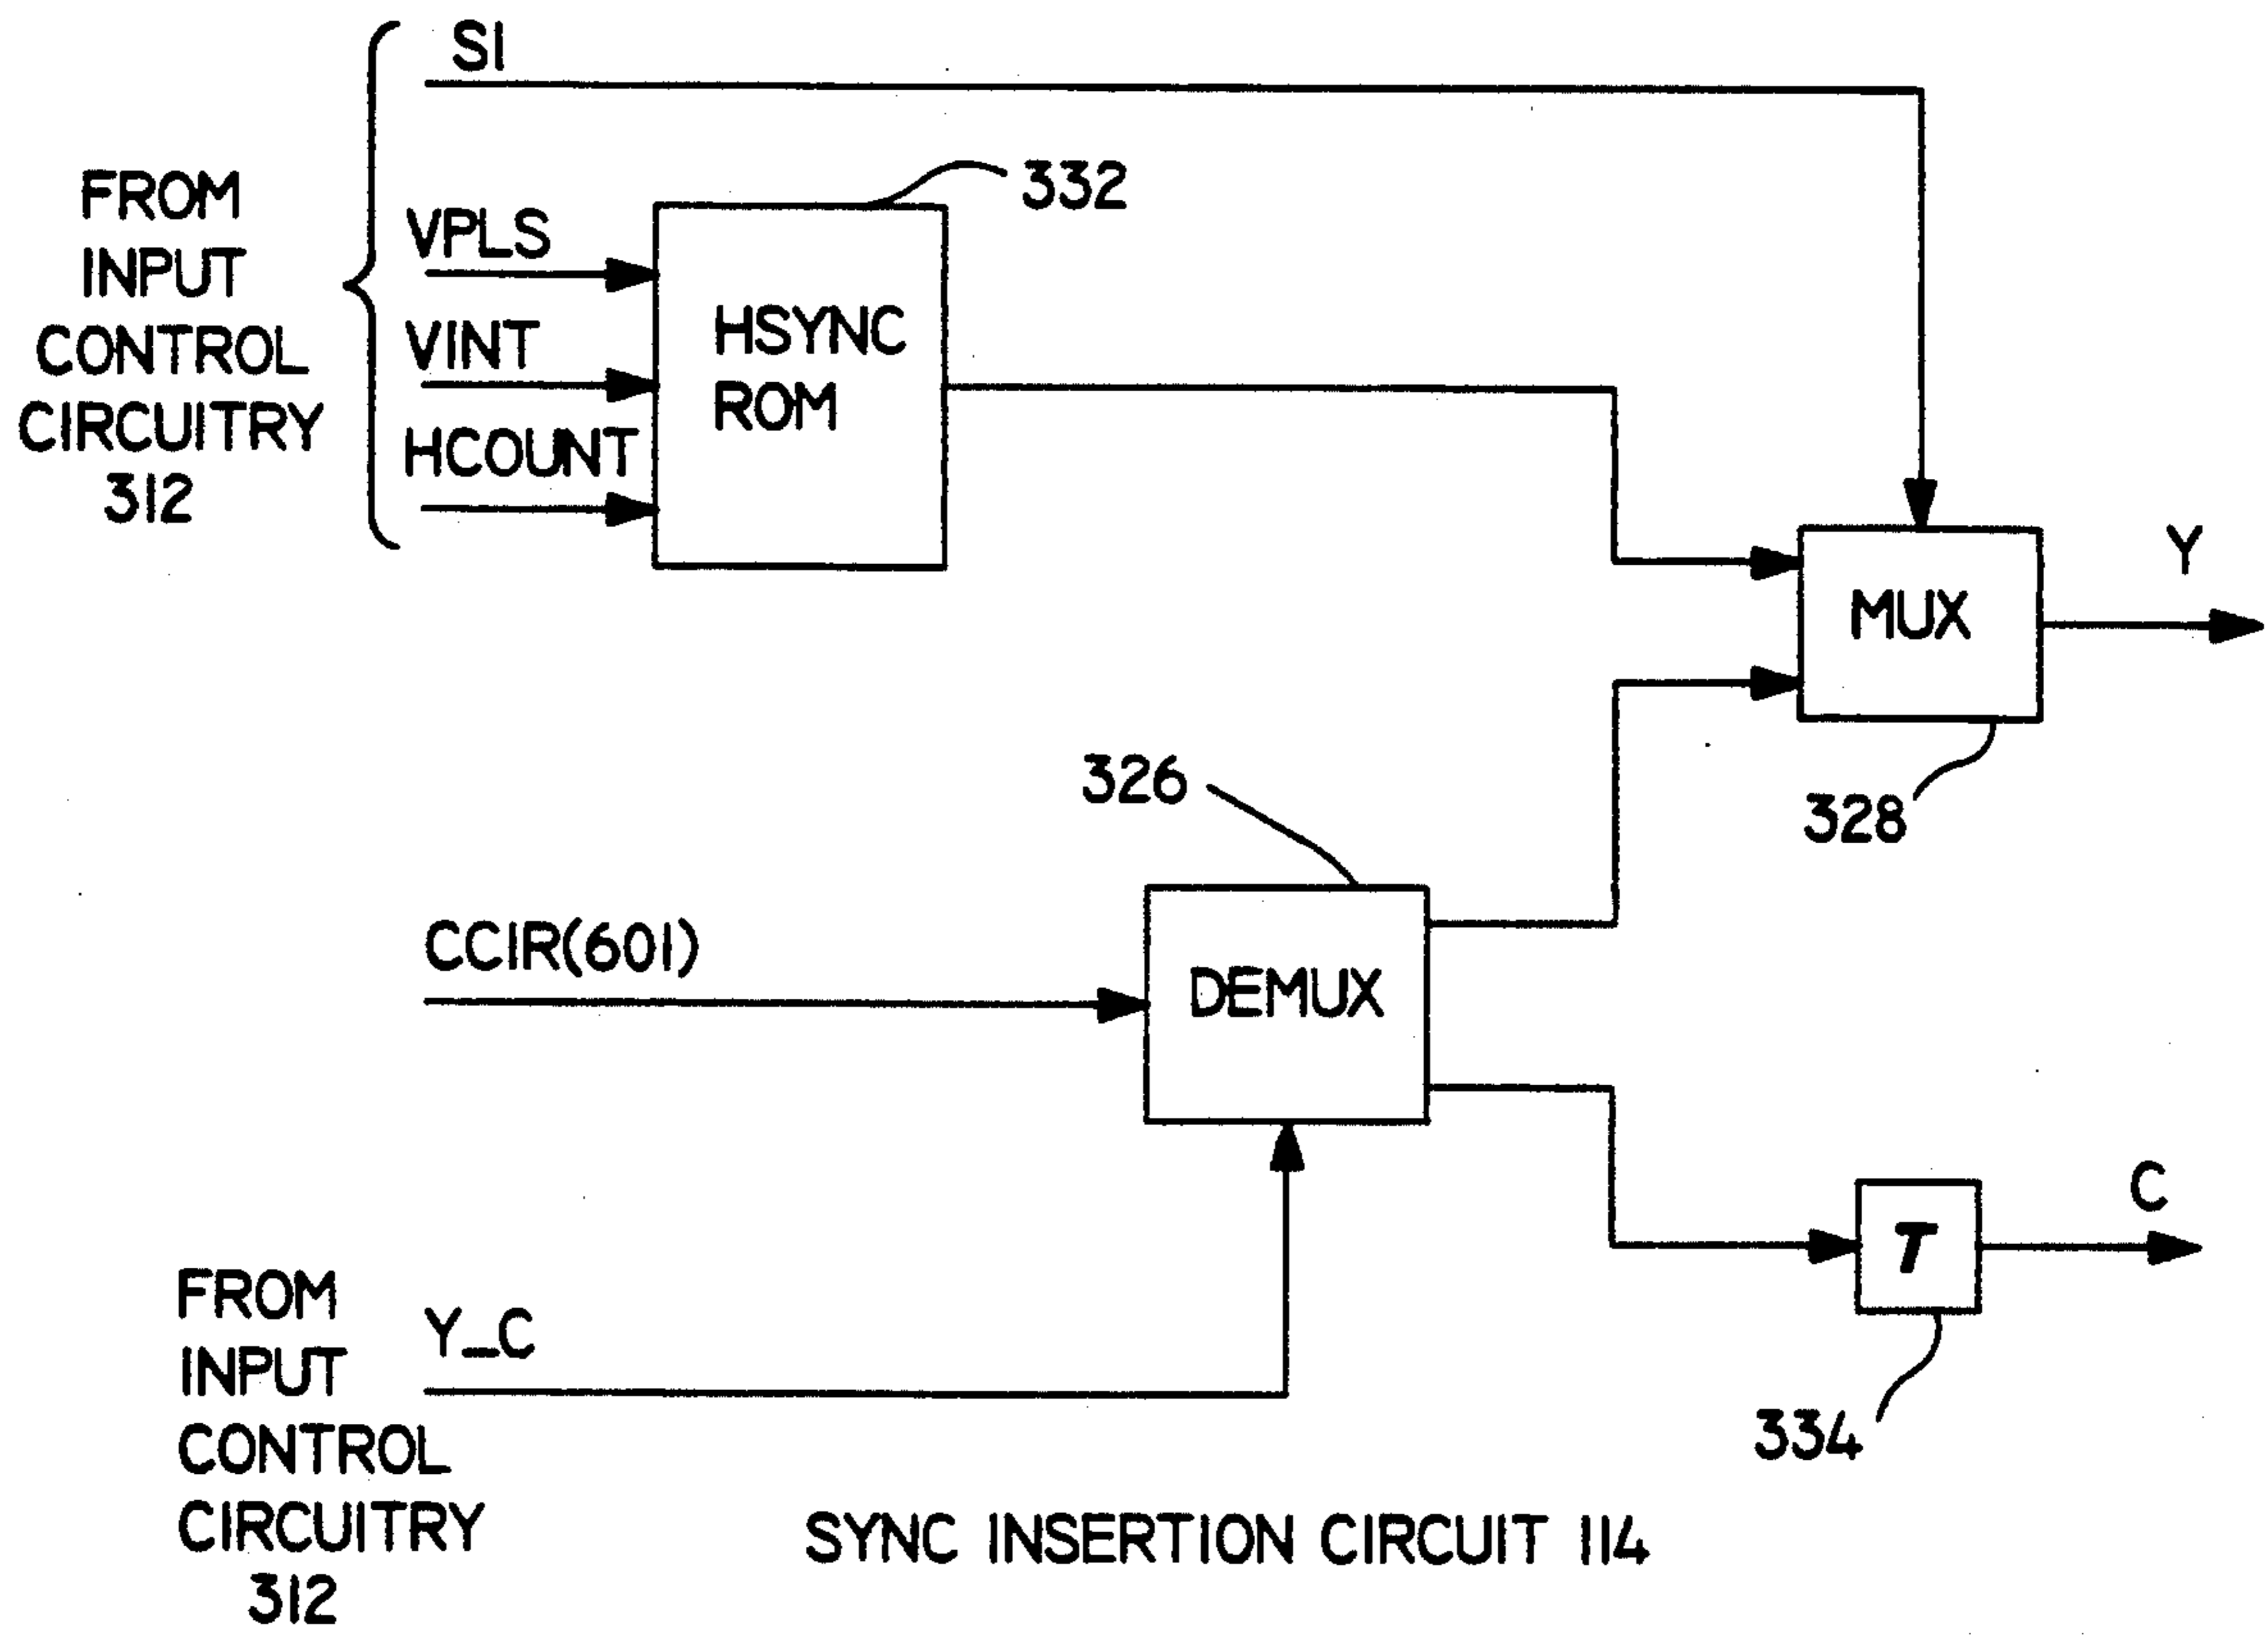 SI
FROM
INPUT
CONTROL
CIRCUITRY
312
VPLS
VINT
HCOUNT
332
HSYNC
ROM
MUX
Y
328
326
CCIR(601)
DEMUX
T
C
334
FROM
INPUT
CONTROL
CIRCUITRY
312
Y_C
SYNC INSERTION CIRCUIT 114